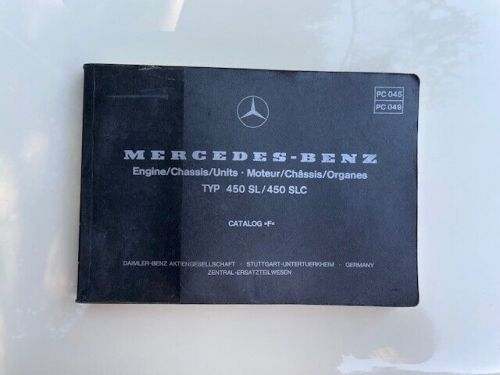 PC 045
PC 049
MERCEDES-BENZ
Engine/Chassis/Units · Moteur/Châssis/Organes
TYP 450 SL/450 SLC
CATALOG »F«
DAIMLER-BENZ AKTIENGESELLSCHAFT · STUTTGART-UNTERTUERKHEIM · GERMANY
ZENTRAL-ERSATZTEILWESEN